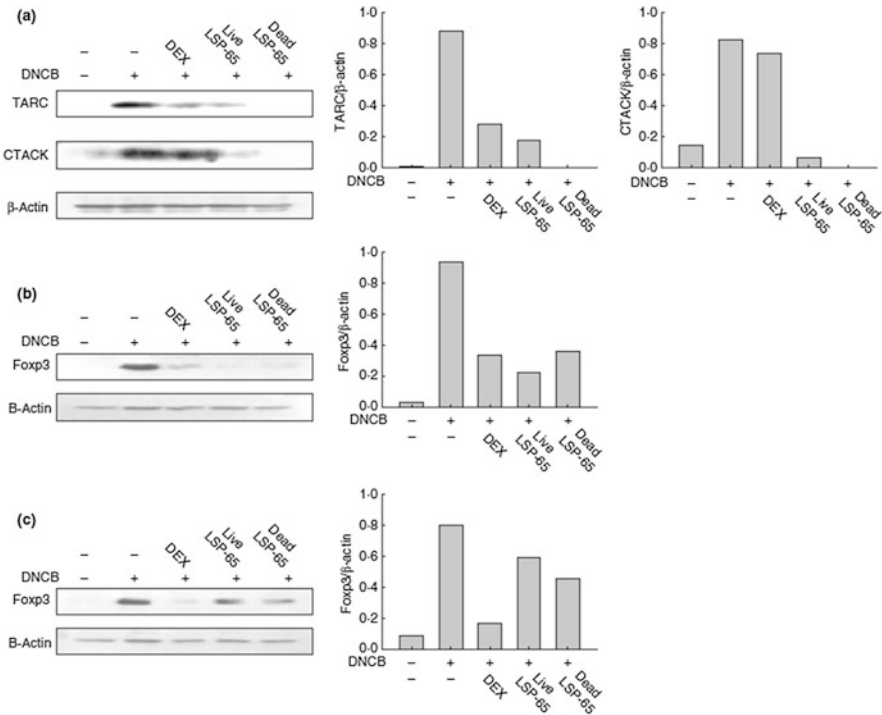 (a)
– – DEX Live LSP-65 Dead LSP-65
DNCB – + + + +
TARC
CTACK
β-Actin
TARC/β-actin
1·0
0·8
0·6
0·4
0·2
0·0
DNCB – + + + +
– – DEX Live LSP-65 Dead LSP-65
CTACK/β-actin
1·0
0·8
0·6
0·4
0·2
0·0
DNCB – + + + +
– – DEX Live LSP-65 Dead LSP-65
(b)
– – DEX Live LSP-65 Dead LSP-65
DNCB – + + + +
Foxp3
B-Actin
Foxp3/β-actin
1·0
0·8
0·6
0·4
0·2
0·0
DNCB – + + + +
– – DEX Live LSP-65 Dead LSP-65
(c)
– – DEX Live LSP-65 Dead LSP-65
DNCB – + + + +
Foxp3
B-Actin
Foxp3/β-actin
1·0
0·8
0·6
0·4
0·2
0·0
DNCB – + + + +
– – DEX Live LSP-65 Dead LSP-65